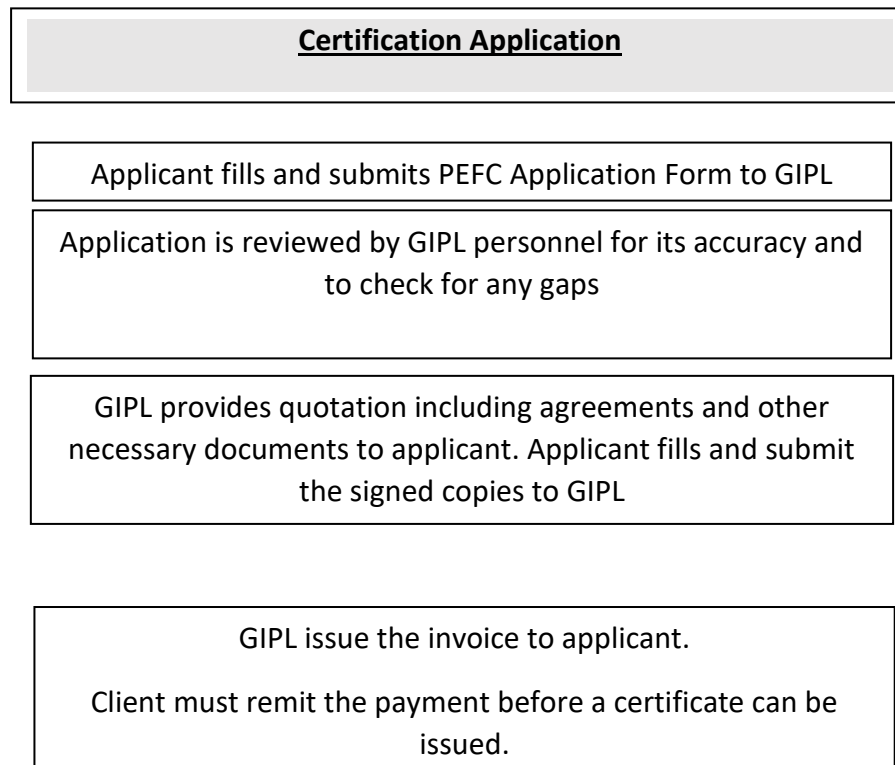 Certification Application
Applicant fills and submits PEFC Application Form to GIPL
Application is reviewed by GIPL personnel for its accuracy and
to check for any gaps
GIPL provides quotation including agreements and other
necessary documents to applicant. Applicant fills and submit
the signed copies to GIPL
GIPL issue the invoice to applicant.
Client must remit the payment before a certificate can be
issued.